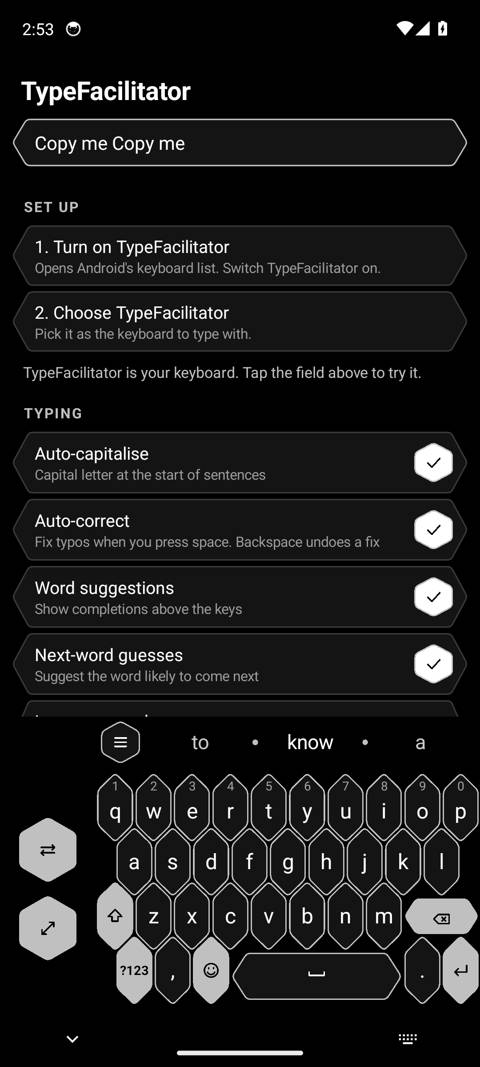 2:53
TypeFacilitator
Copy me Copy me
SET UP
1. Turn on TypeFacilitator
Opens Android's keyboard list. Switch TypeFacilitator on.
2. Choose TypeFacilitator
Pick it as the keyboard to type with.
TypeFacilitator is your keyboard. Tap the field above to try it.
TYPING
Auto-capitalise
Capital letter at the start of sentences
Auto-correct
Fix typos when you press space. Backspace undoes a fix
Word suggestions
Show completions above the keys
Next-word guesses
Suggest the word likely to come next
to • know • a
1 2 3 4 5 6 7 8 9 0
q w e r t y u i o p
a s d f g h j k l
z x c v b n m
?123 , .